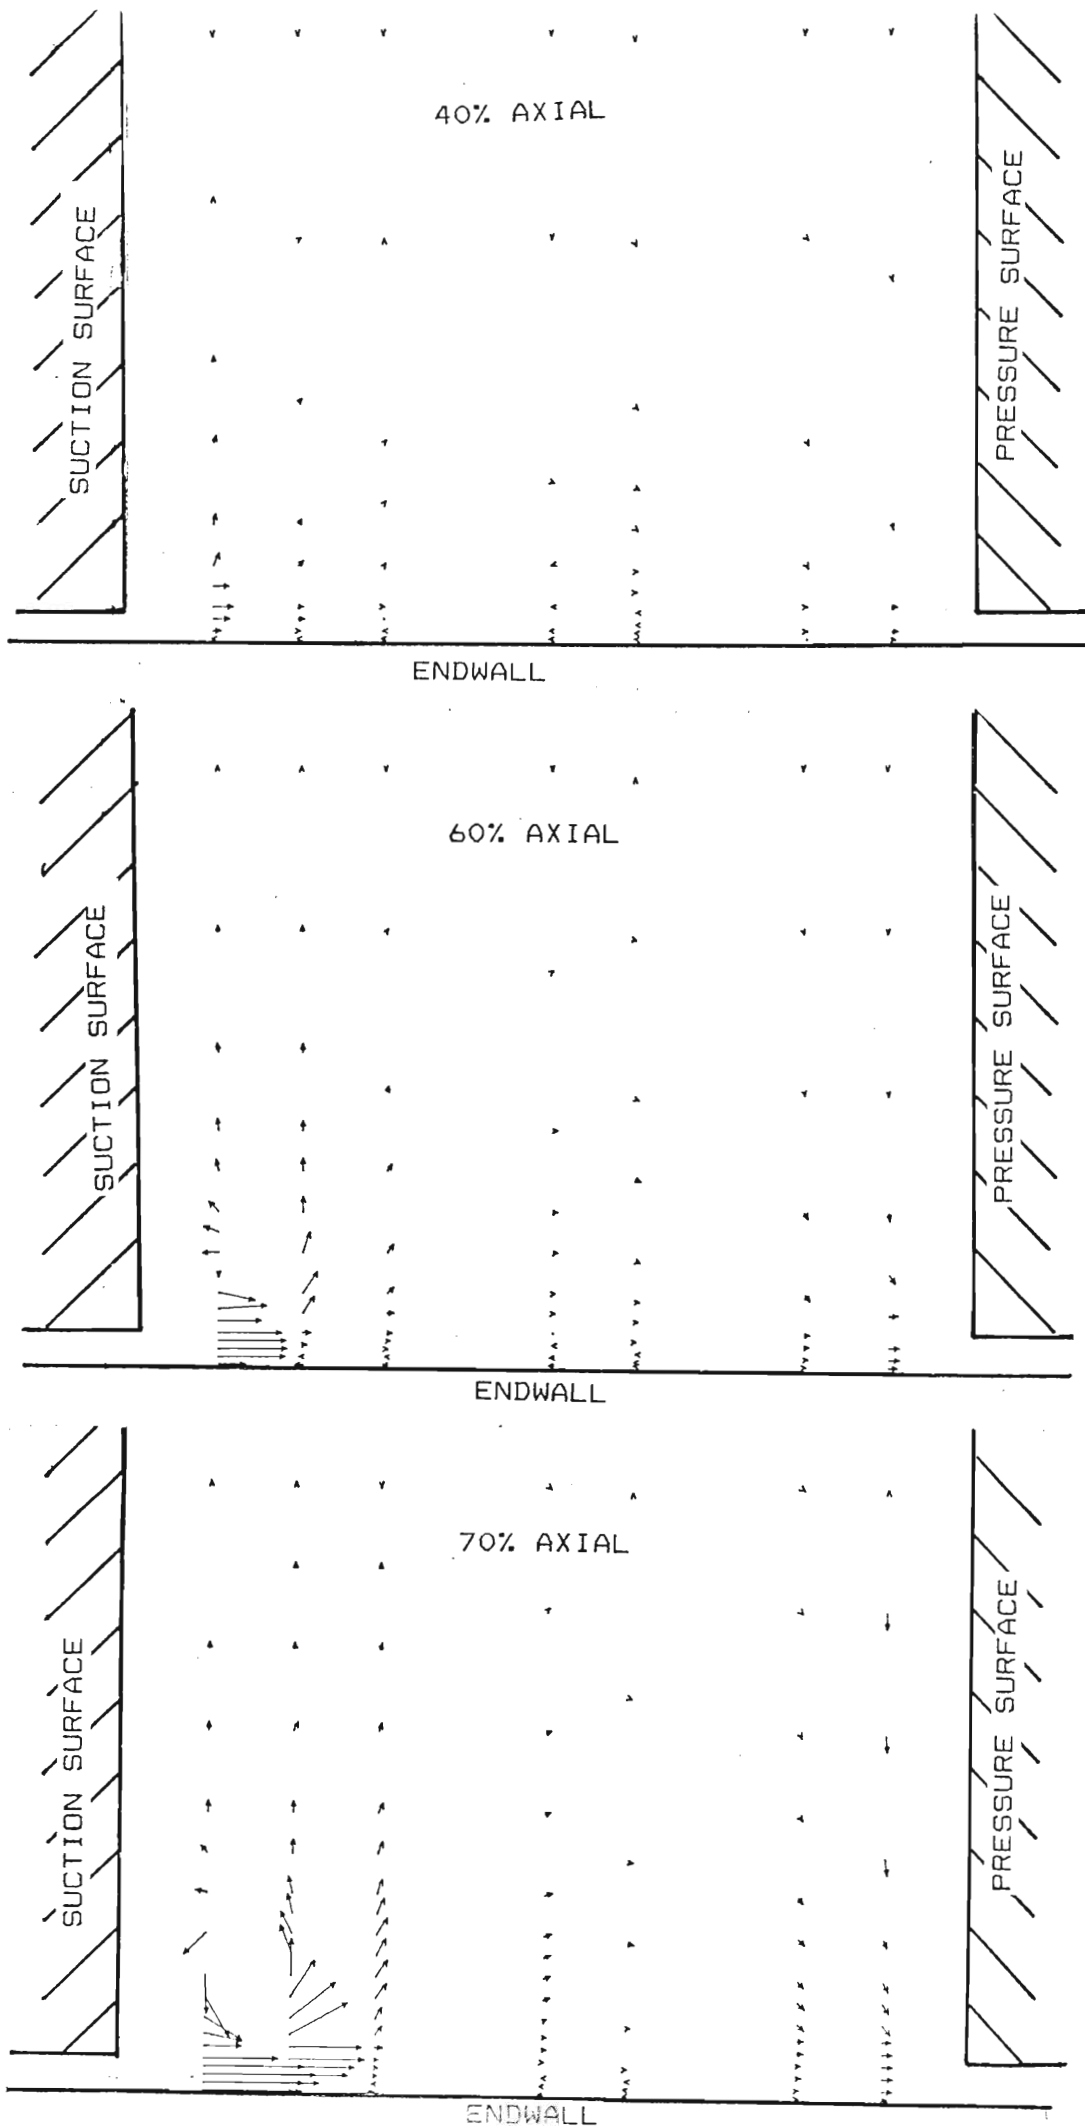 40% AXIAL
SUCTION SURFACE
PRESSURE SURFACE
ENDWALL
60% AXIAL
SUCTION SURFACE
PRESSURE SURFACE
ENDWALL
70% AXIAL
SUCTION SURFACE
PRESSURE SURFACE
ENDWALL